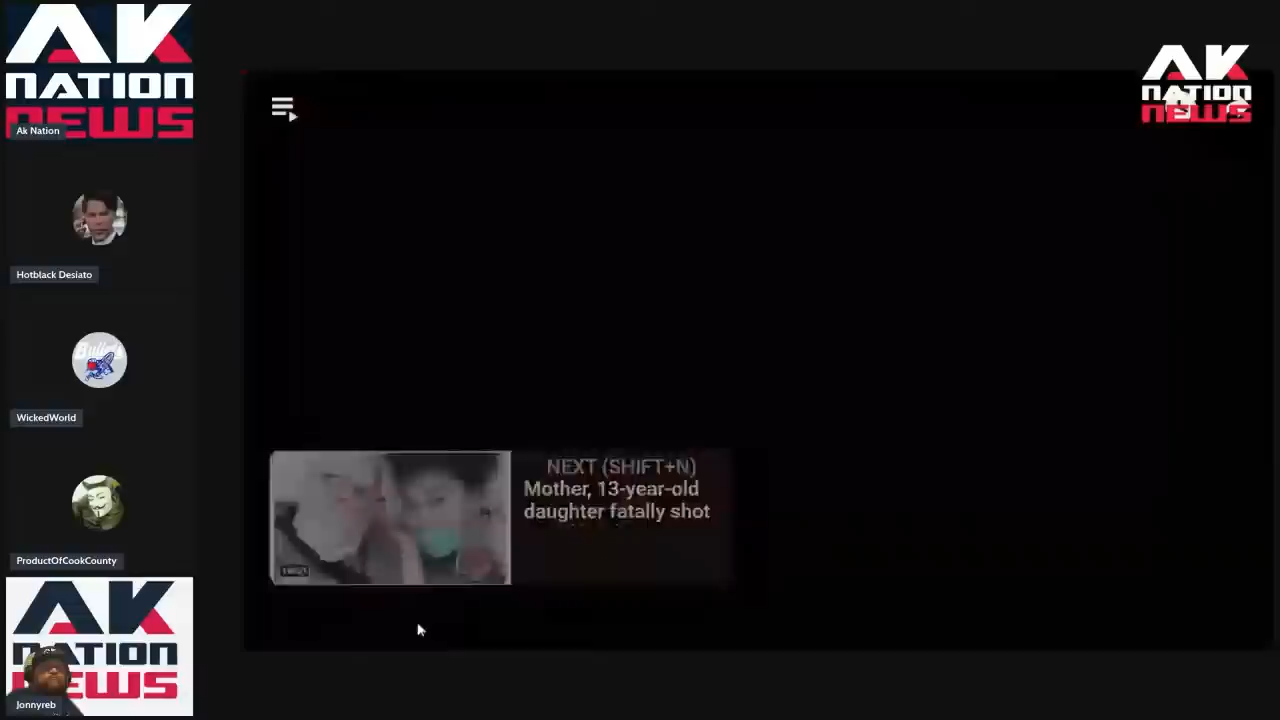 AK
NATION
NEWS
Ak Nation
Hotblack Desiato
WickedWorld
ProductOfCookCounty
AK
NATION
NEWS
Jonnyreb
AK
NATION
NEWS
NEXT (SHIFT+N)
Mother, 13-year-old
daughter fatally shot